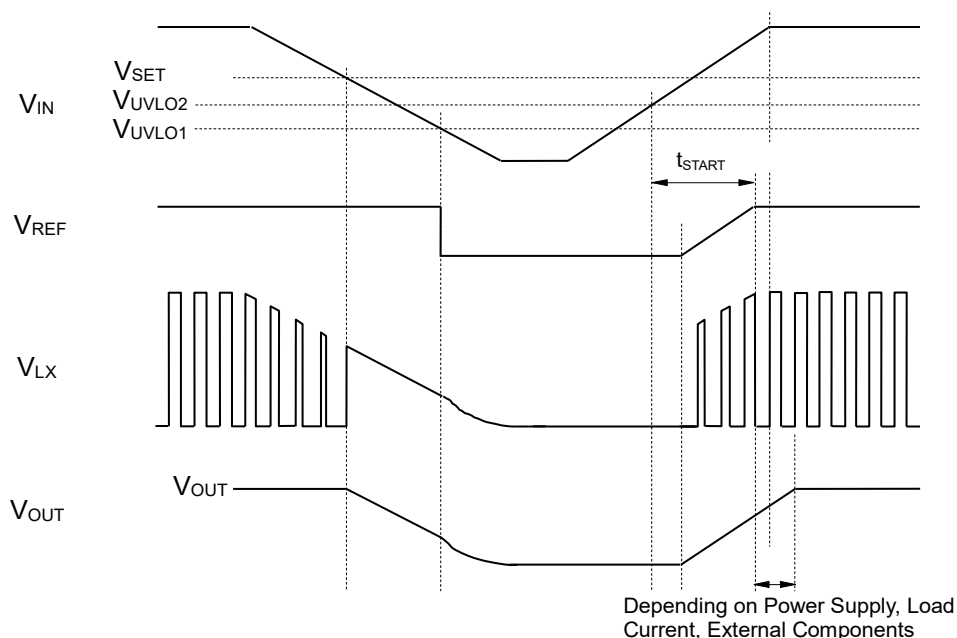 VSET
VIN
VUVLO2
VUVLO1
tSTART
VREF
VLX
VOUT
VOUT
Depending on Power Supply, Load
Current, External Components